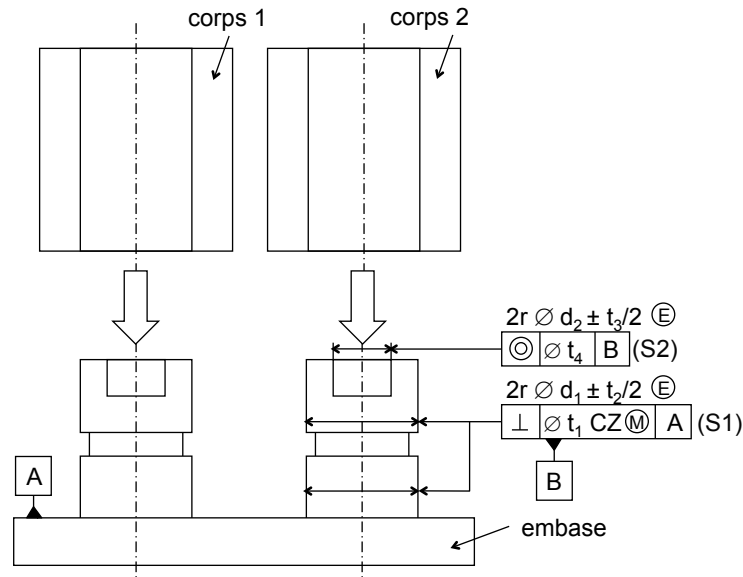 corps 1
corps 2
2r ∅ d₂ ± t₃/2 Ⓔ
◎ ∅ t₄ B (S2)
2r ∅ d₁ ± t₂/2 Ⓔ
⊥ ∅ t₁ CZ Ⓜ A (S1)
A
B
embase